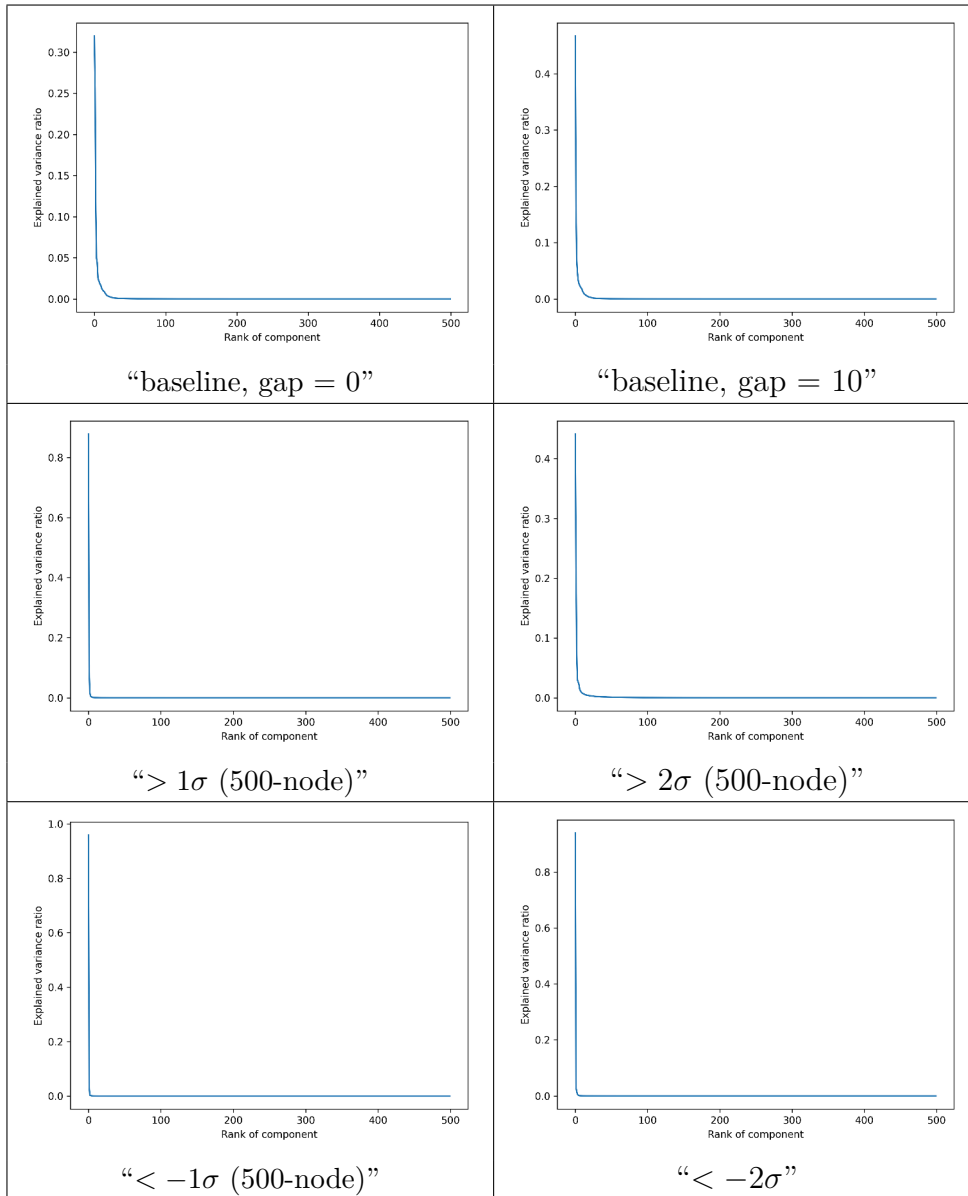 0.30
0.25
0.20
0.15
0.10
0.05
0.00
Explained variance ratio
0 100 200 300 400 500
Rank of component
“baseline, gap = 0”
0.4
0.3
0.2
0.1
0.0
Explained variance ratio
0 100 200 300 400 500
Rank of component
“baseline, gap = 10”
0.8
0.6
0.4
0.2
0.0
Explained variance ratio
0 100 200 300 400 500
Rank of component
“> 1σ (500-node)”
0.4
0.3
0.2
0.1
0.0
Explained variance ratio
0 100 200 300 400 500
Rank of component
“> 2σ (500-node)”
1.0
0.8
0.6
0.4
0.2
0.0
Explained variance ratio
0 100 200 300 400 500
Rank of component
“< −1σ (500-node)”
0.8
0.6
0.4
0.2
0.0
Explained variance ratio
0 100 200 300 400 500
Rank of component
“< −2σ”